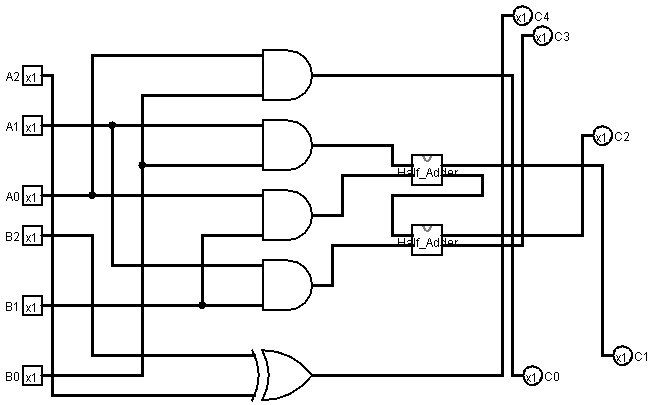 x1 C4
x1 C3
A2 x1
A1 x1
x1 C2
Half_Adder
A0 x1
B2 x1
Half_Adder
B1 x1
x1 C1
B0 x1
x1 C0